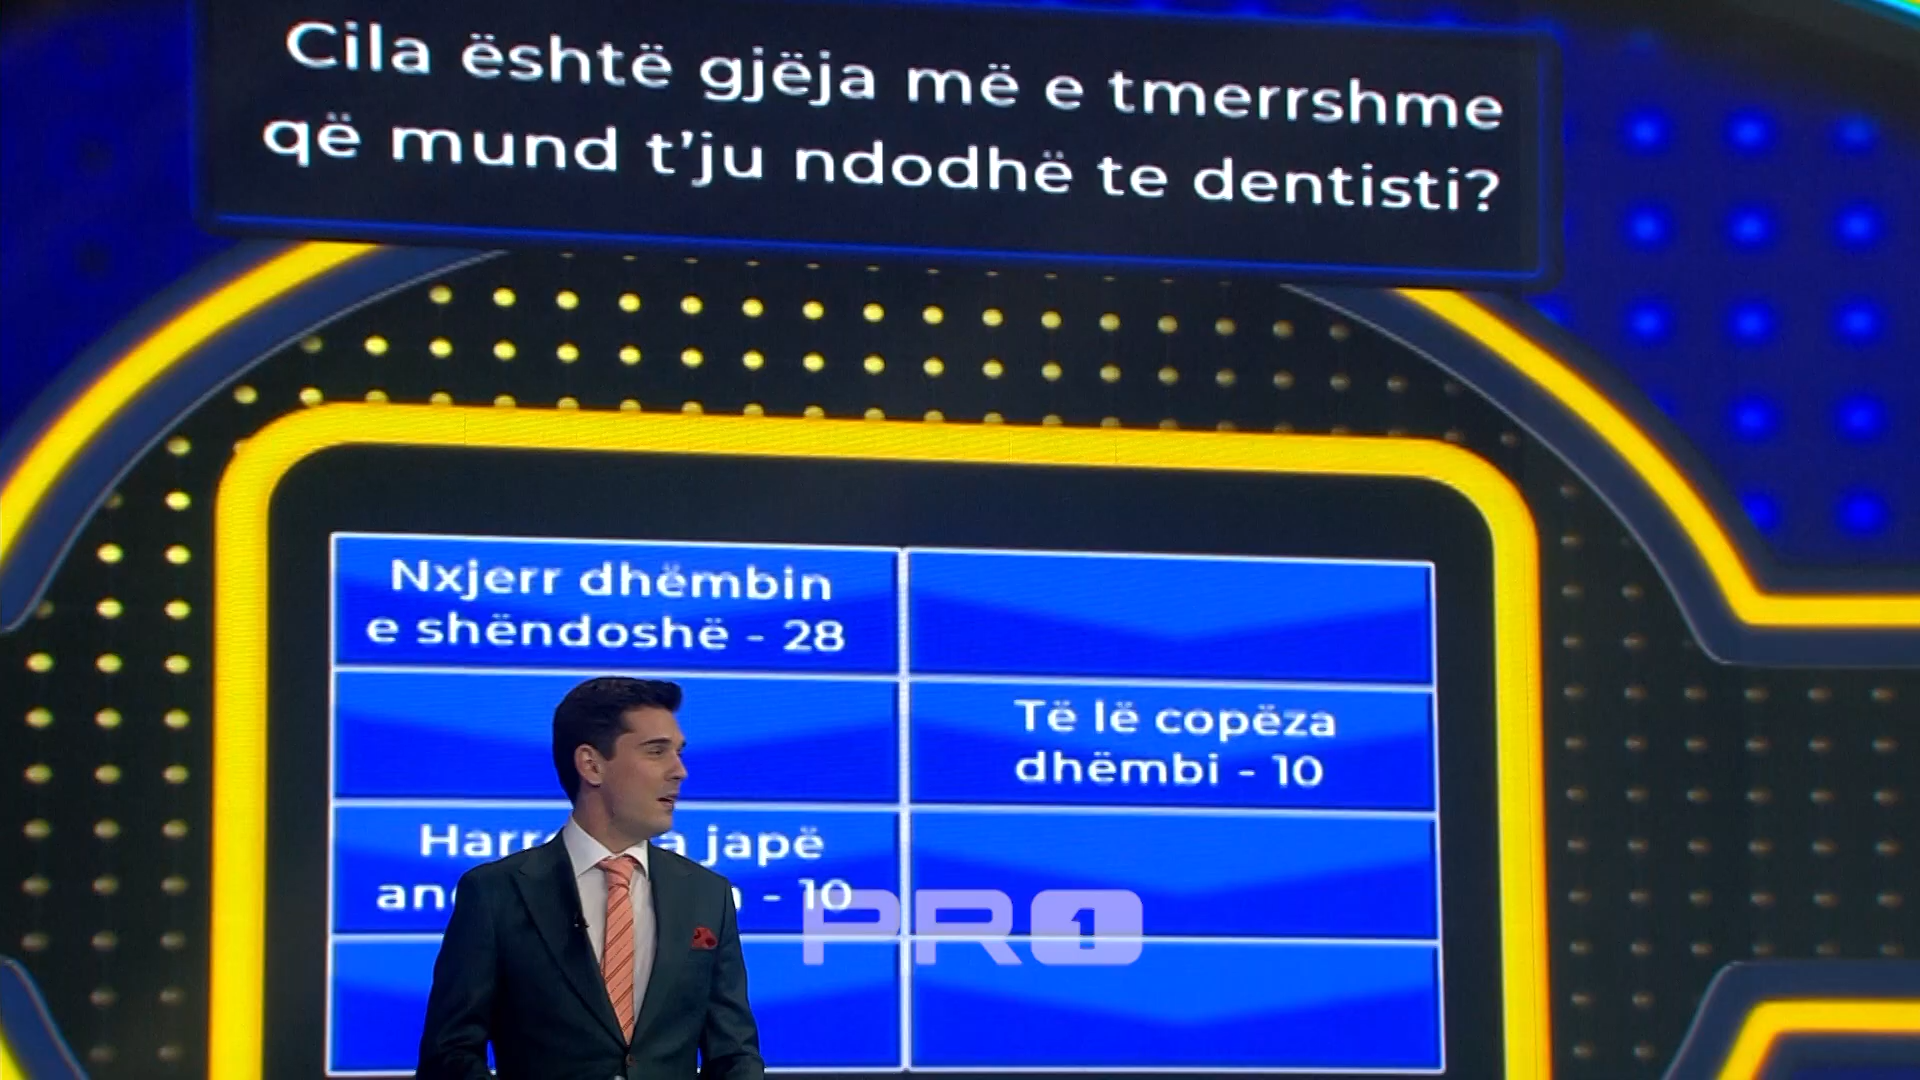 Cila është gjëja më e tmerrshme
që mund t'ju ndodhë te dentisti?
Nxjerr dhëmbin
e shëndoshë - 28
Të lë copëza
dhëmbi - 10
japë
- 10
PRO1